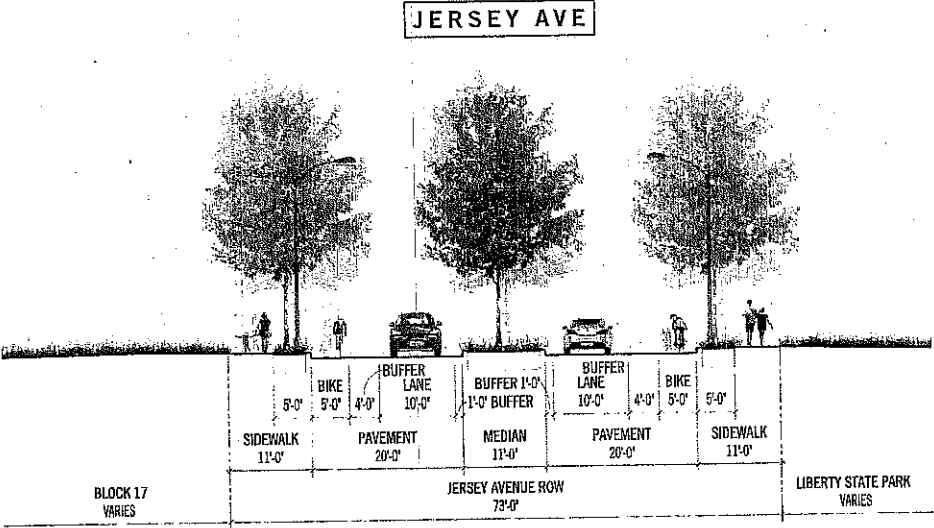 JERSEY AVE
BUFFER BUFFER
BIKE LANE BUFFER 1'-0" LANE BIKE
5'-0" 5'-0" 4'-0" 10'-0" 1'-0" BUFFER 10'-0" 4'-0" 5'-0" 5'-0"
SIDEWALK PAVEMENT MEDIAN PAVEMENT SIDEWALK
11'-0" 20'-0" 11'-0" 20'-0" 11'-0"
BLOCK 17 JERSEY AVENUE ROW LIBERTY STATE PARK
VARIES 73'-0" VARIES